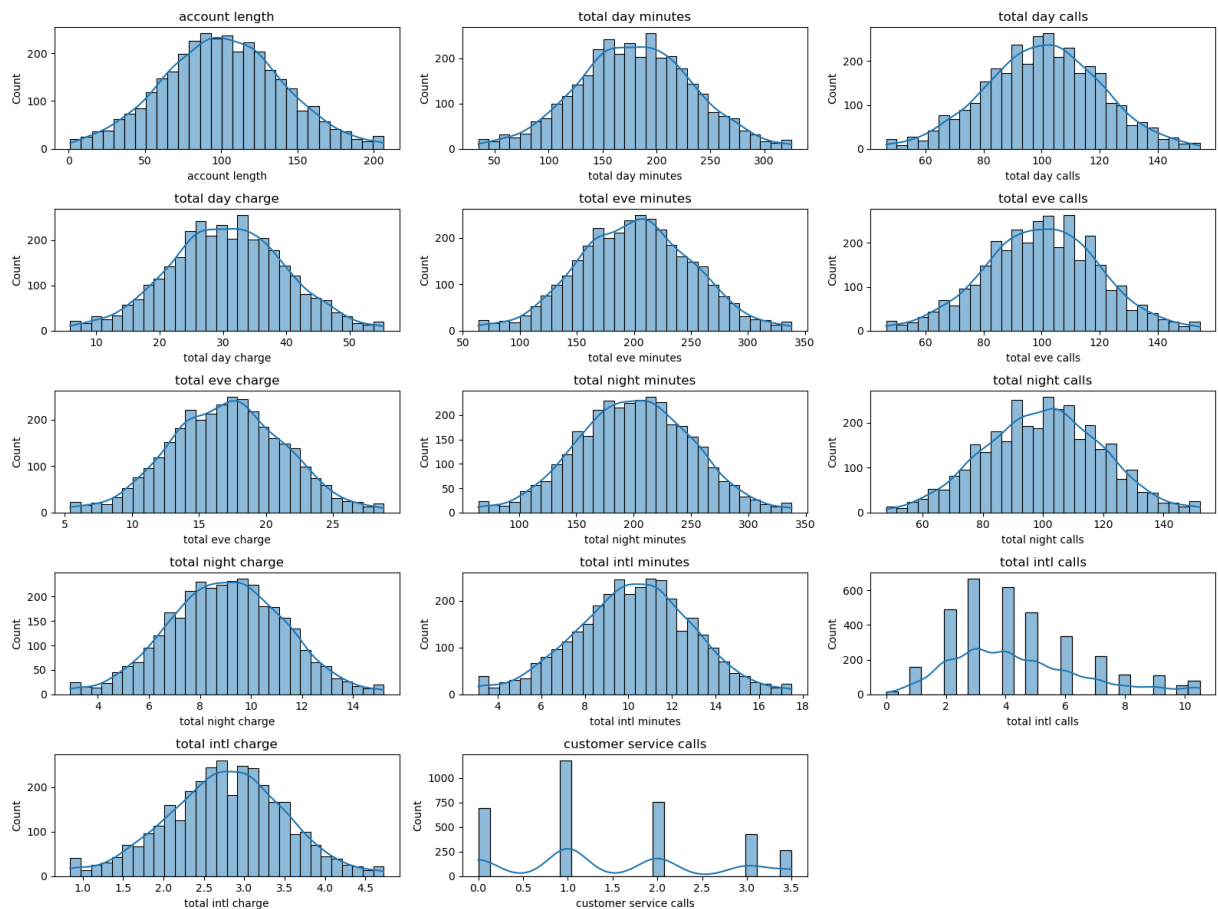 account length
total day minutes
total day calls
Count
200
100
0
0 50 100 150 200
account length
Count
200
100
0
50 100 150 200 250 300
total day minutes
Count
200
100
0
60 80 100 120 140
total day calls
total day charge
total eve minutes
total eve calls
Count
200
100
0
10 20 30 40 50
total day charge
Count
200
100
0
50 100 150 200 250 300 350
total eve minutes
Count
200
100
0
60 80 100 120 140
total eve calls
total eve charge
total night minutes
total night calls
Count
200
100
0
5 10 15 20 25
total eve charge
Count
200
150
100
50
0
100 150 200 250 300 350
total night minutes
Count
200
100
0
60 80 100 120 140
total night calls
total night charge
total intl minutes
total intl calls
Count
200
150
100
50
0
4 6 8 10 12 14
total night charge
Count
200
100
0
4 6 8 10 12 14 16 18
total intl minutes
Count
600
400
200
0
0 2 4 6 8 10
total intl calls
total intl charge
customer service calls
Count
200
100
0
1.0 1.5 2.0 2.5 3.0 3.5 4.0 4.5
total intl charge
Count
1000
750
500
250
0
0.0 0.5 1.0 1.5 2.0 2.5 3.0 3.5
customer service calls